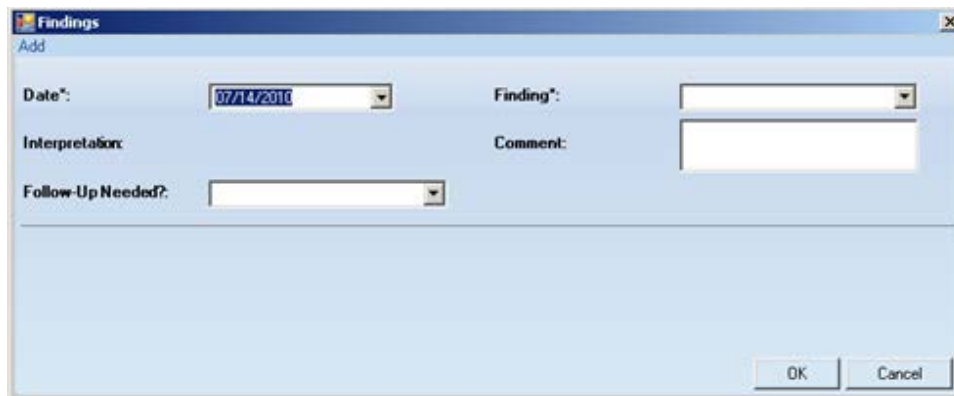 Findings
Add
Date*: 07/14/2010 Finding*:
Interpretation: Comment:
Follow-Up Needed?:
OK Cancel